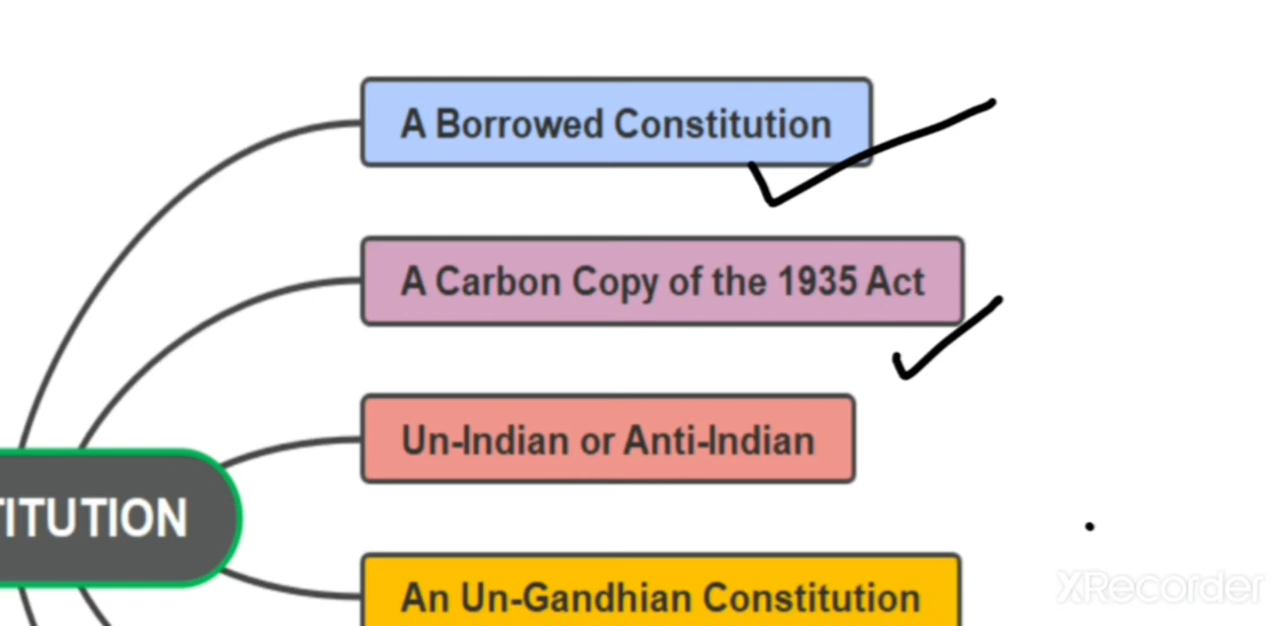 A Borrowed Constitution
A Carbon Copy of the 1935 Act
Un-Indian or Anti-Indian
TITUTION
An Un-Gandhian Constitution
XRecorder